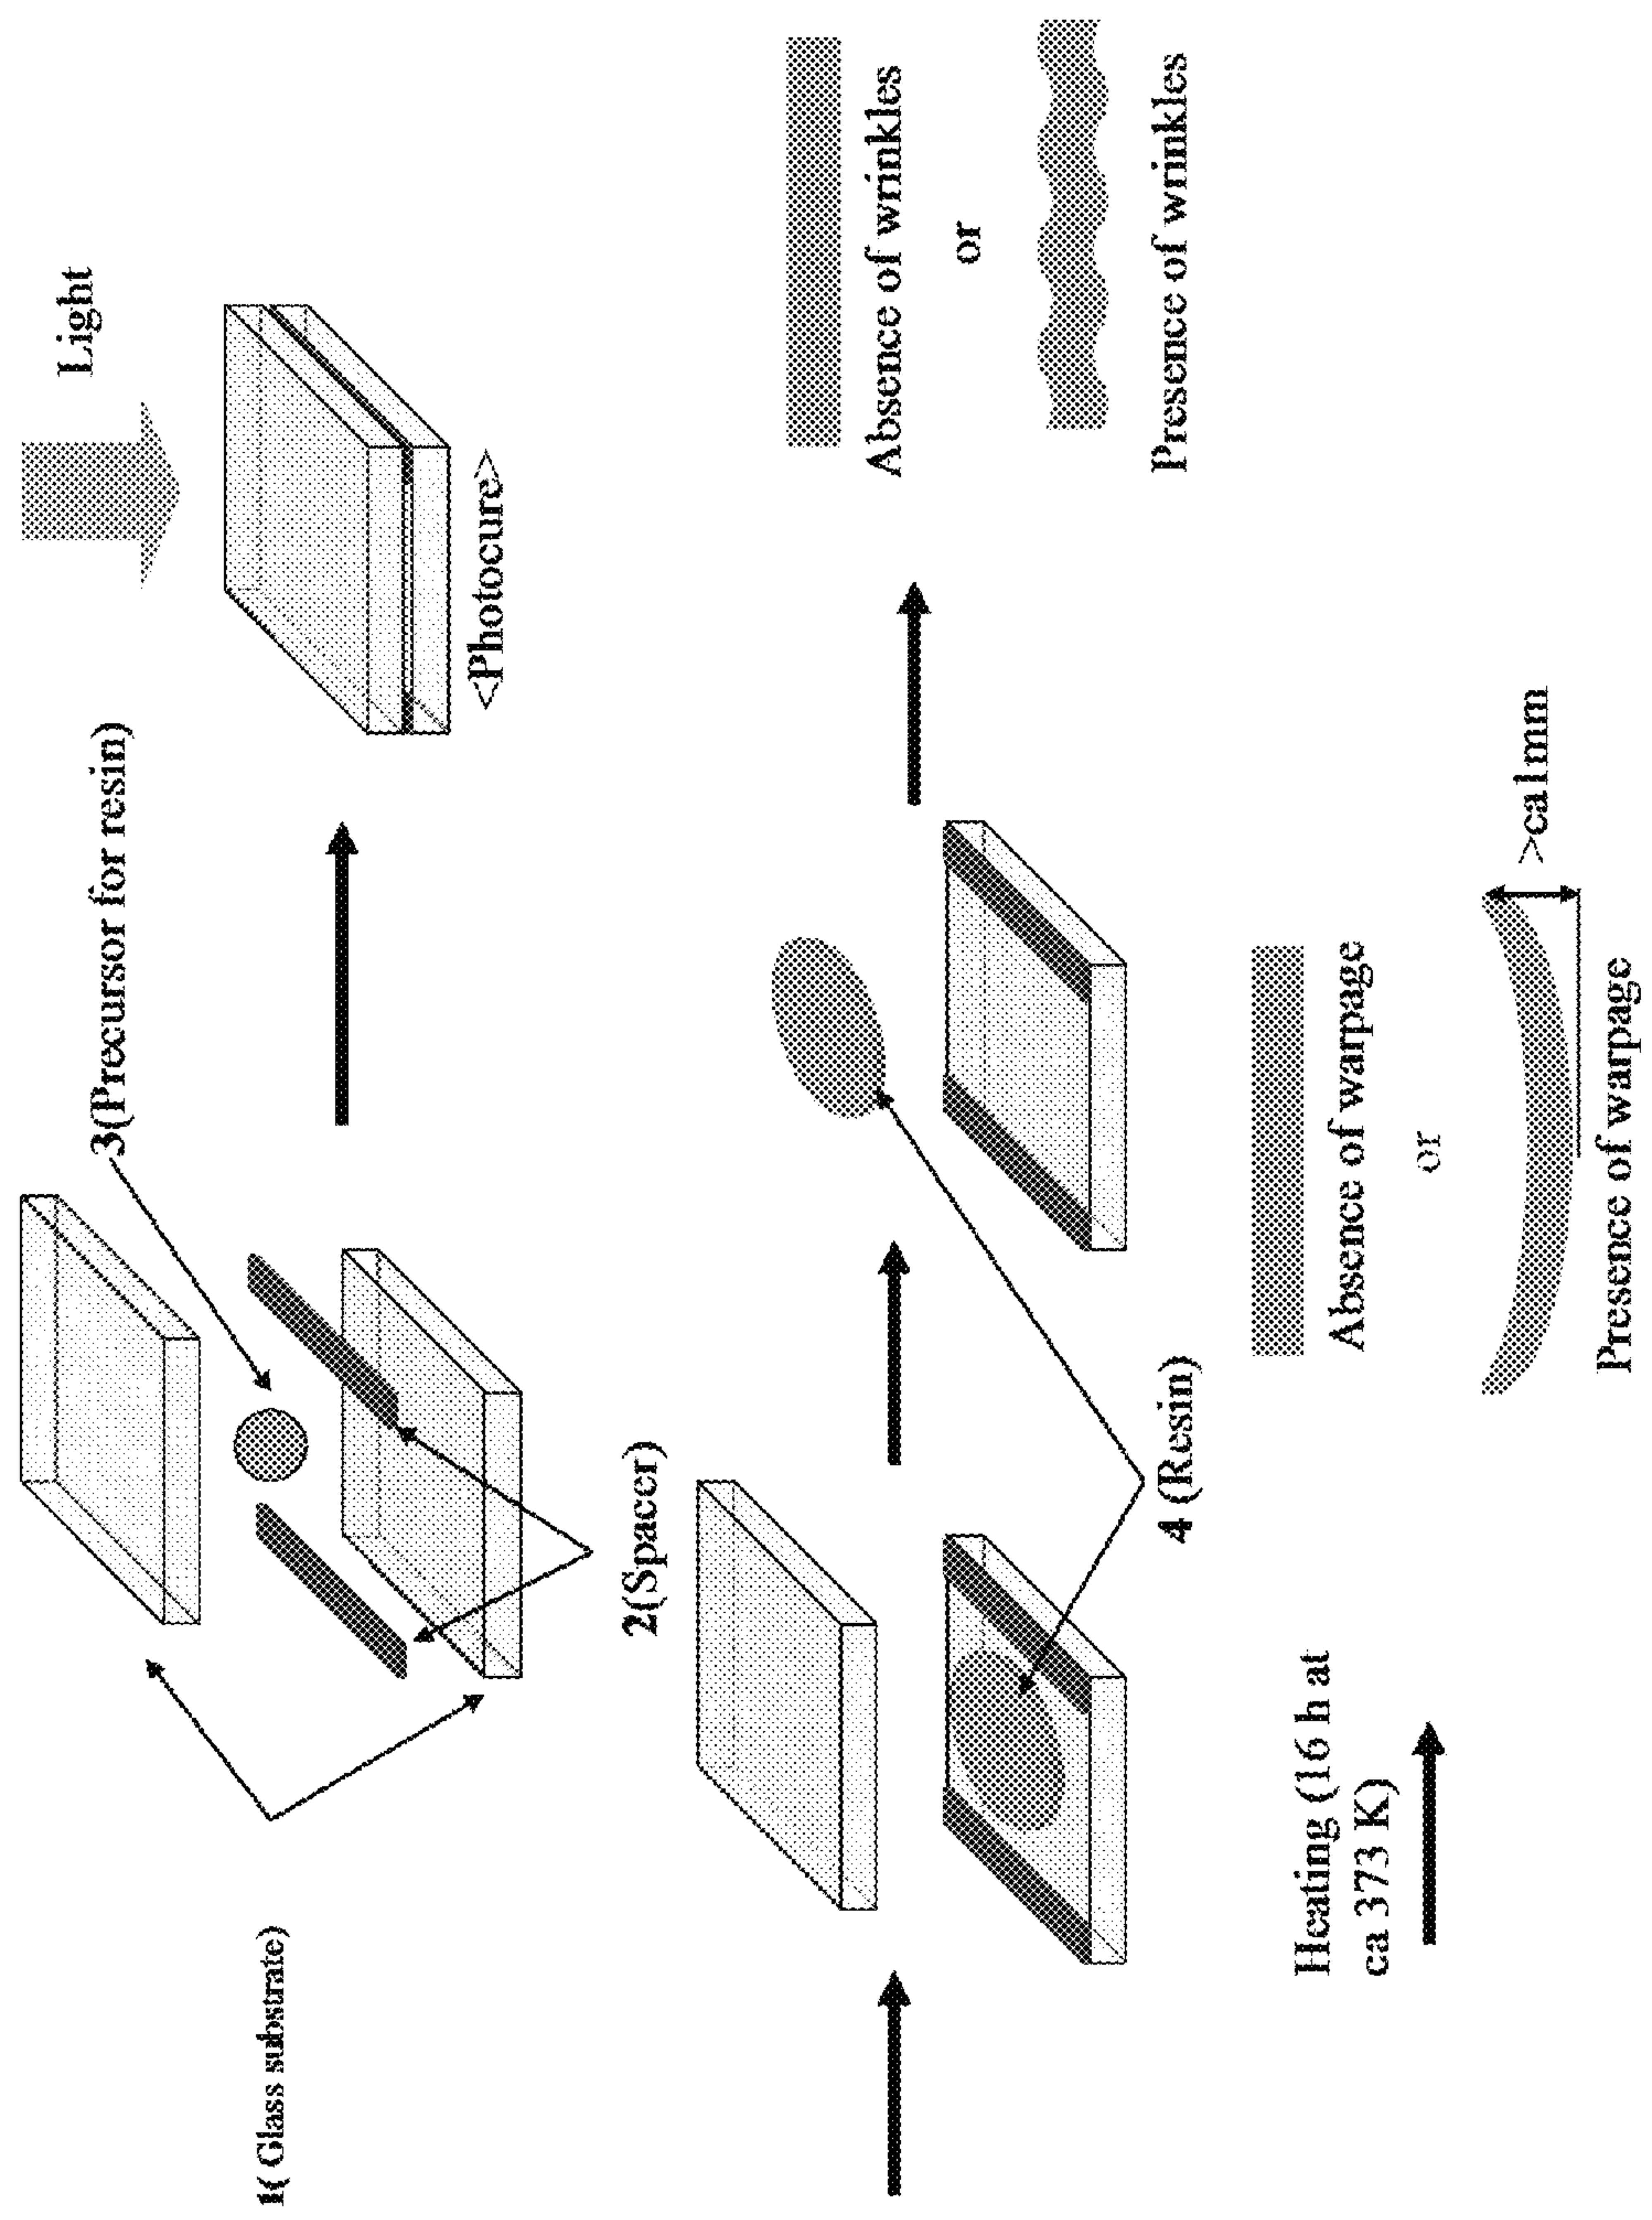 1( Glass substrate)
3(Precursor for resin)
2(Spacer)
Light
<Photocure>
4 (Resin)
Absence of wrinkles
or
Presence of wrinkles
Heating (16 h at
ca 373 K)
Absence of warpage
or
>ca1mm
Presence of warpage